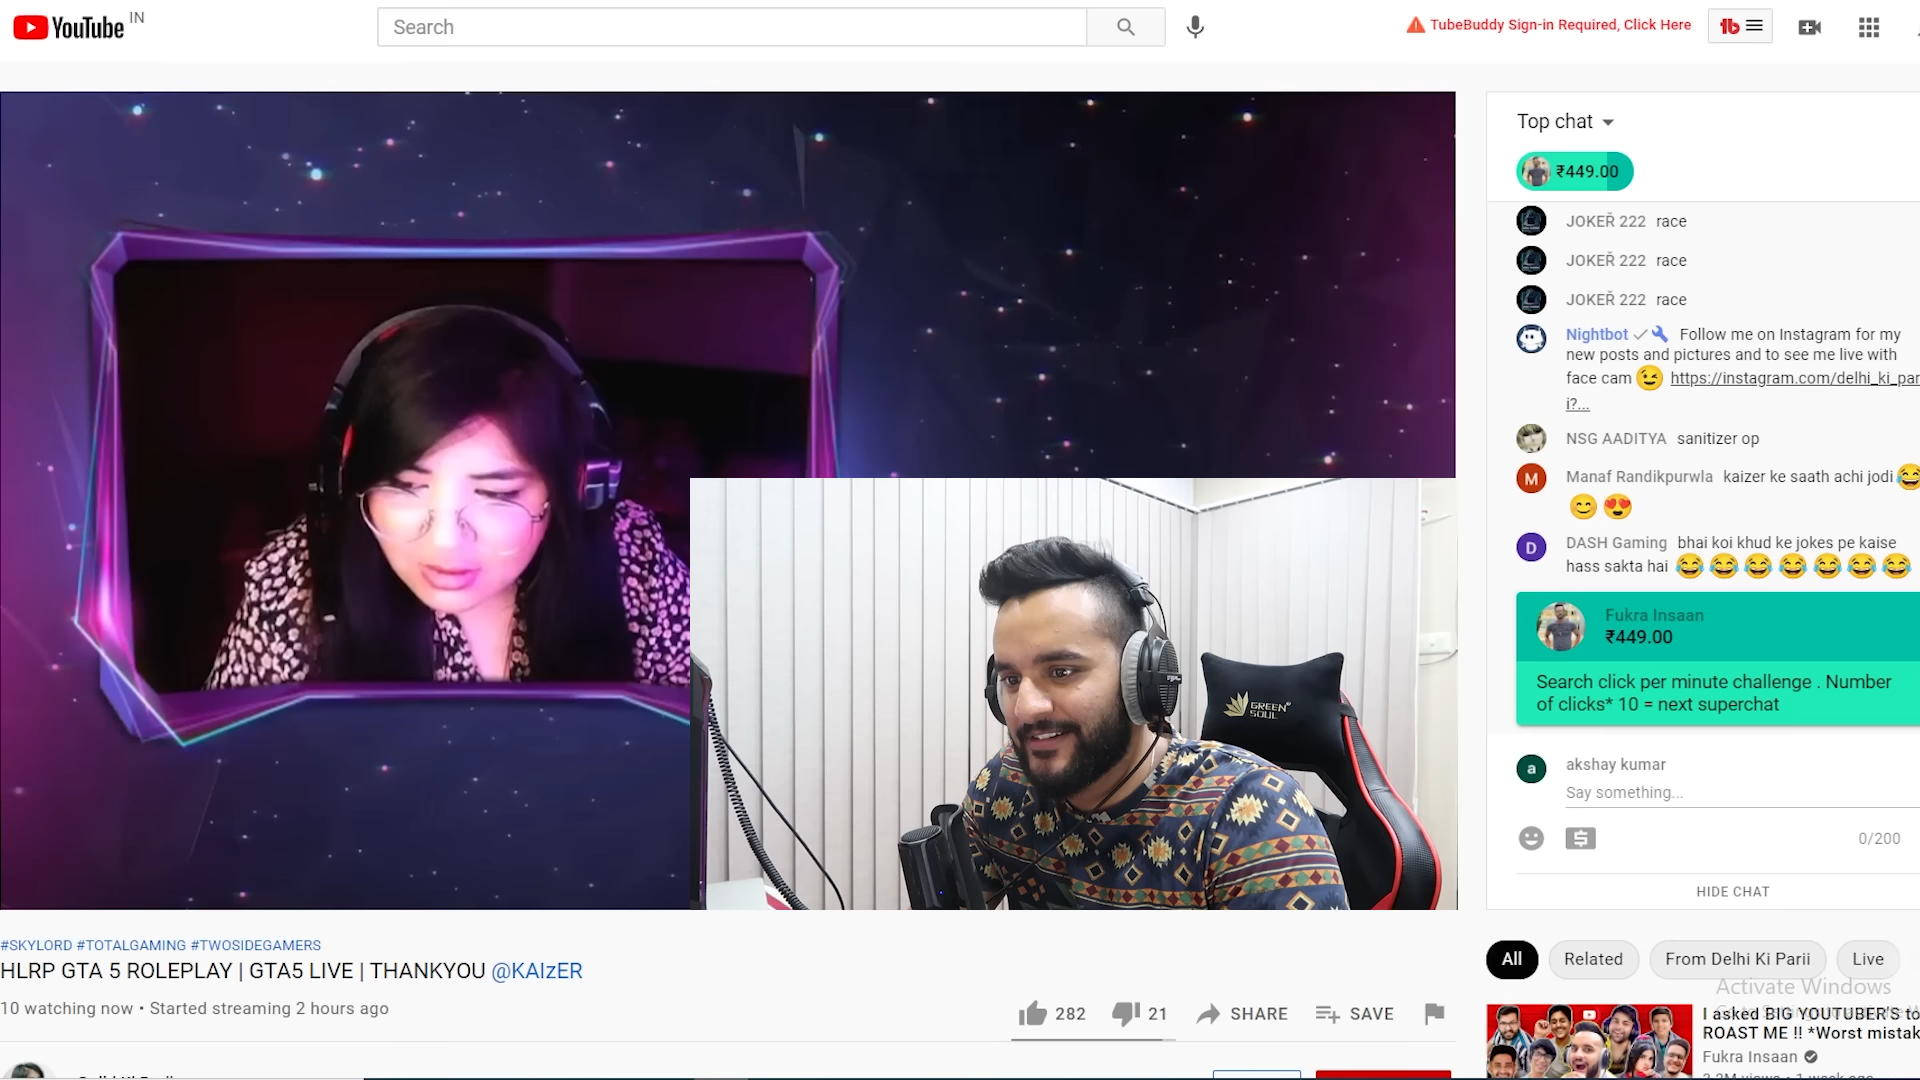 YouTube IN
Search
TubeBuddy Sign-in Required, Click Here
tb
Top chat
₹449.00
JOKEŘ 222 race
JOKEŘ 222 race
JOKEŘ 222 race
Nightbot Follow me on Instagram for my
new posts and pictures and to see me live with
face cam 😉 https://instagram.com/delhi_ki_par
i?...
NSG AADITYA sanitizer op
M Manaf Randikpurwla kaizer ke saath achi jodi 😂
😊 😍
D DASH Gaming bhai koi khud ke jokes pe kaise
hass sakta hai 😂 😂 😂 😂 😂 😂 😂
Fukra Insaan
₹449.00
Search click per minute challenge . Number
of clicks* 10 = next superchat
a akshay kumar
Say something...
0/200
HIDE CHAT
GREEN SOUL
#SKYLORD #TOTALGAMING #TWOSIDEGAMERS
HLRP GTA 5 ROLEPLAY | GTA5 LIVE | THANKYOU @KAIzER
10 watching now • Started streaming 2 hours ago
282 21 SHARE SAVE
All Related From Delhi Ki Parii Live
Activate Windows
I asked BIG YOUTUBER'S to
ROAST ME !! *Worst mistak
Fukra Insaan